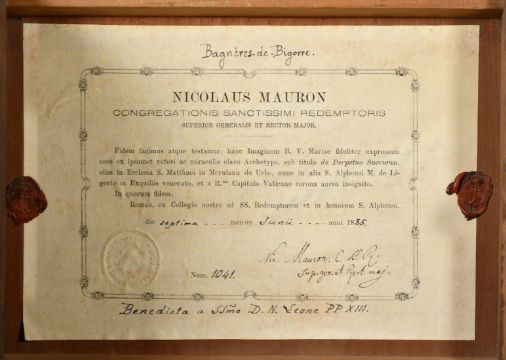 Bagnères-de-Bigorre.
NICOLAUS MAURON
CONGREGATIONIS SANCTISSIMI REDEMPTORIS
SUPERIOR GENERALIS ET RECTOR MAJOR.
Fidem facimus atque testamur, hanc Imaginem B. V. Mariae fideliter expressam
esse ex ipsomet veteri ac miraculis claro Archetypo, sub titulo de Perpetuo Succursu,
olim in Ecclesia S. Matthaei in Merulana de Urbe, nunc in alia S. Alphonsi M. de Li-
gorio in Exquiliis venerato, et a R.mo Capitulo Vaticano corona aurea insignito.
In quorum fidem.
Romae, ex Collegio nostro ad SS. Redemptorem et in honorem S. Alphonsi.
die septima mensis Junii anni 1885.
Nic. Mauron. C. SS. R.
Sup. gen. et Rect. maj.
Num. 1041.
Benedicta a SSmo D. N. Leone PP XIII.